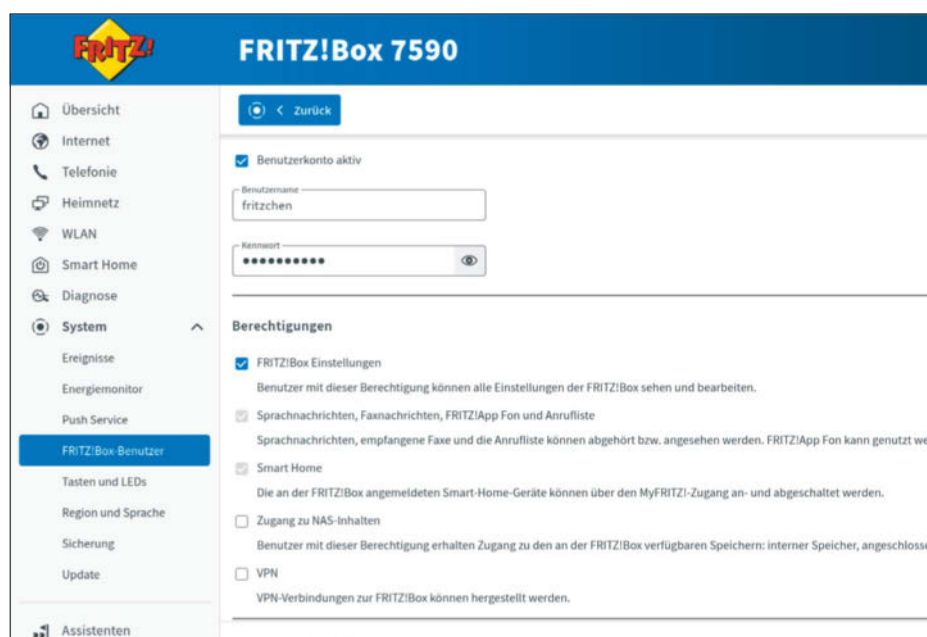 FRITZ!
FRITZ!Box 7590
Übersicht
Internet
Telefonie
Heimnetz
WLAN
Smart Home
Diagnose
System
Ereignisse
Energiemonitor
Push Service
FRITZ!Box-Benutzer
Tasten und LEDs
Region und Sprache
Sicherung
Update
Assistenten
Zurück
Benutzerkonto aktiv
Benutzername
fritzchen
Kennwort
••••••••••
Berechtigungen
FRITZ!Box Einstellungen
Benutzer mit dieser Berechtigung können alle Einstellungen der FRITZ!Box sehen und bearbeiten.
Sprachnachrichten, Faxnachrichten, FRITZ!App Fon und Anrufliste
Sprachnachrichten, empfangene Faxe und die Anrufliste können abgehört bzw. angesehen werden. FRITZ!App Fon kann genutzt we
Smart Home
Die an der FRITZ!Box angemeldeten Smart-Home-Geräte können über den MyFRITZ!-Zugang an- und abgeschaltet werden.
Zugang zu NAS-Inhalten
Benutzer mit dieser Berechtigung erhalten Zugang zu den an der FRITZ!Box verfügbaren Speichern: interner Speicher, angeschlosse
VPN
VPN-Verbindungen zur FRITZ!Box können hergestellt werden.